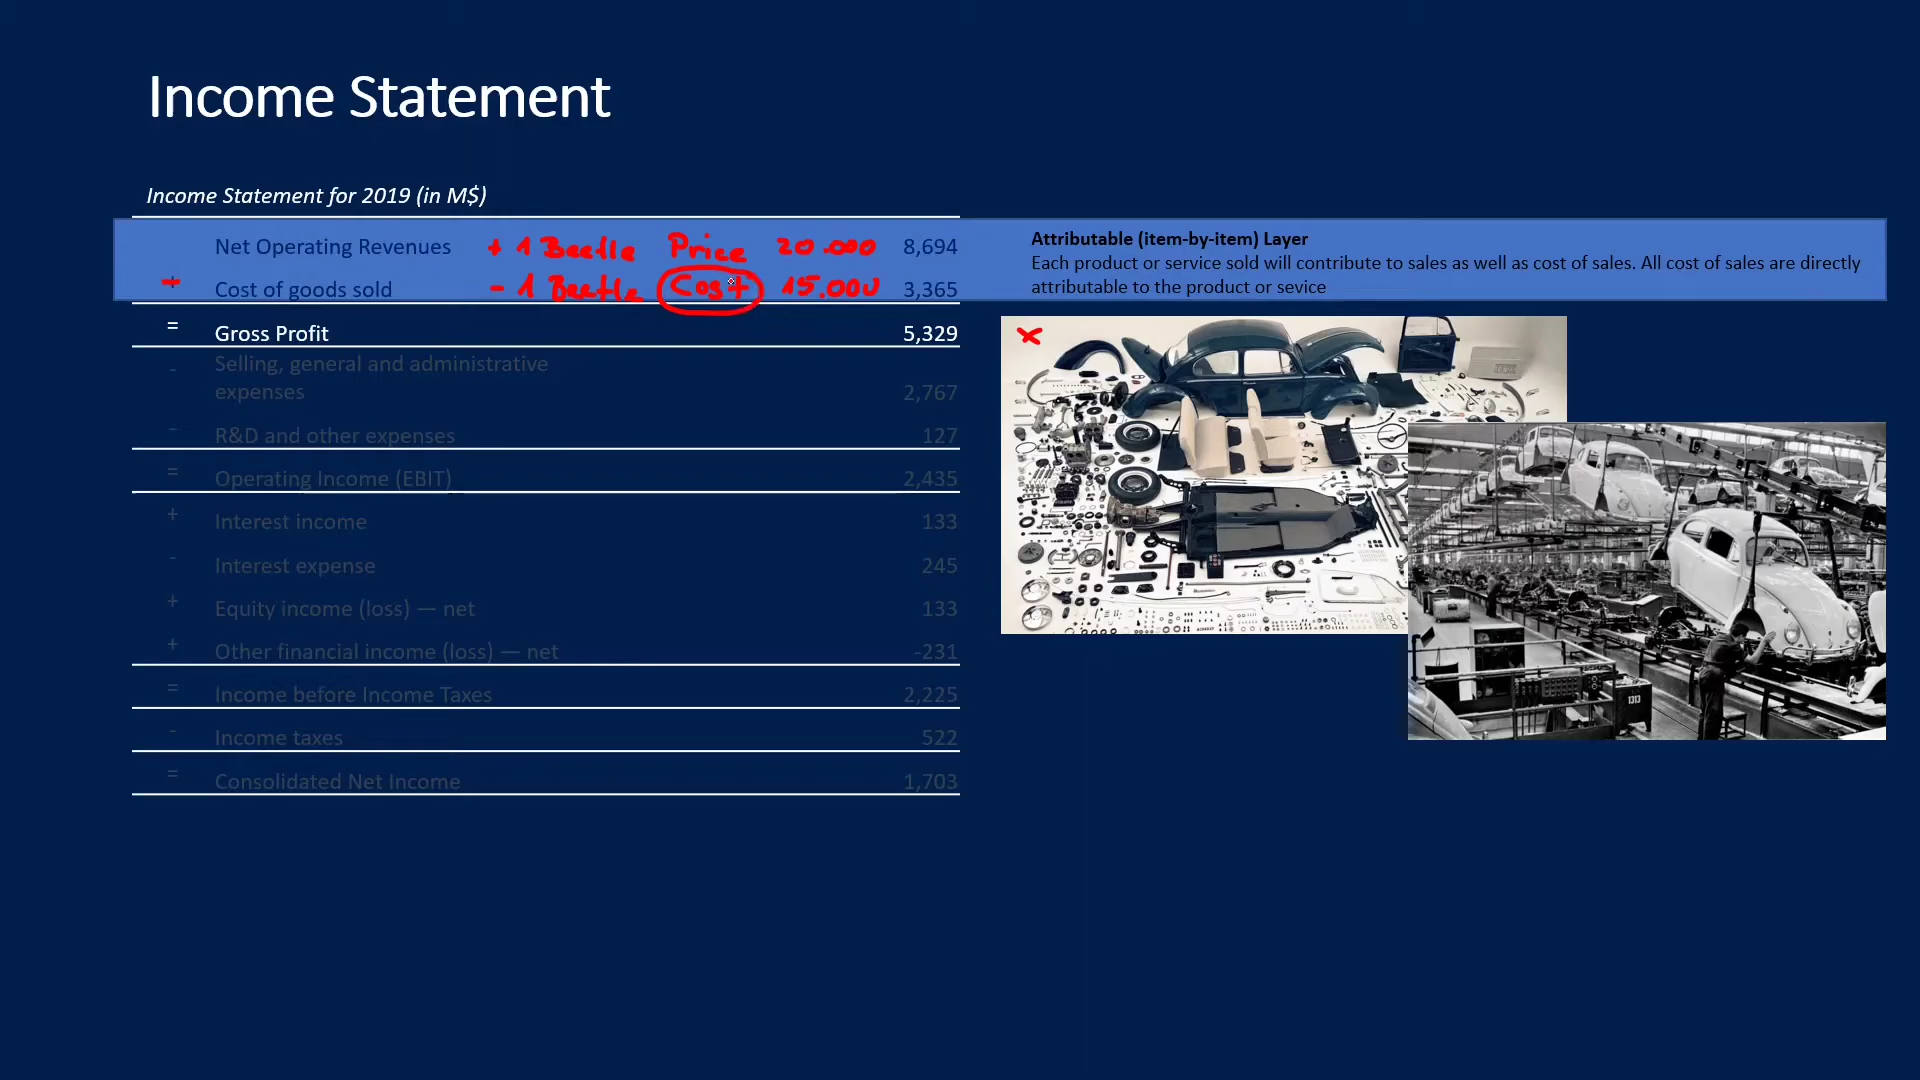 Income Statement
Income Statement for 2019 (in M$)
Net Operating Revenues + 1 Beetle Price 20.000 8,694
- Cost of goods sold - 1 Beetle Cost 15.000 3,365
= Gross Profit 5,329
- Selling, general and administrative
expenses 2,767
- R&D and other expenses 127
= Operating Income (EBIT) 2,435
+ Interest income 133
- Interest expense 245
+ Equity income (loss) — net 133
+ Other financial income (loss) — net -231
= Income before Income Taxes 2,225
- Income taxes 522
= Consolidated Net Income 1,703
Attributable (item-by-item) Layer
Each product or service sold will contribute to sales as well as cost of sales. All cost of sales are directly
attributable to the product or sevice
1313